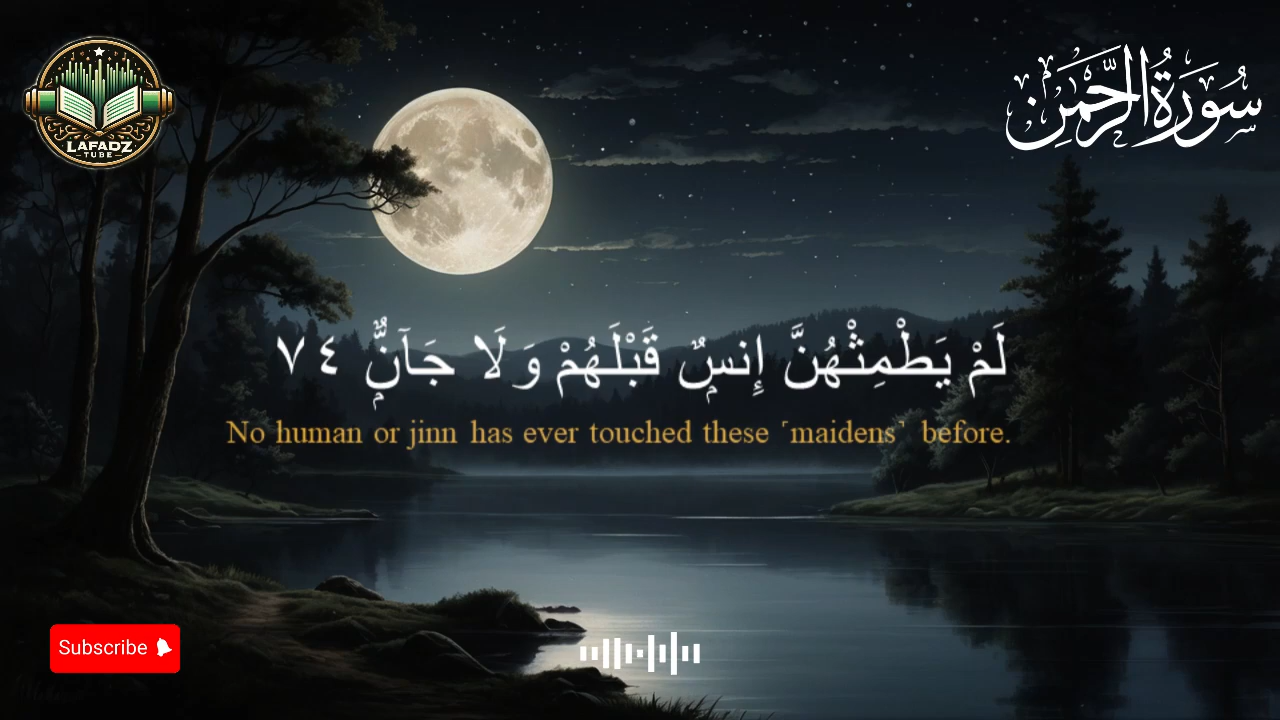 LAFADZ
TUBE
سُورَةُ الرَّحْمَٰن
لَمْ يَطْمِثْهُنَّ إِنسٌۭ قَبْلَهُمْ وَلَا جَآنٌّۭ ٧٤
No human or jinn has ever touched these ˹maidens˺ before.
Subscribe